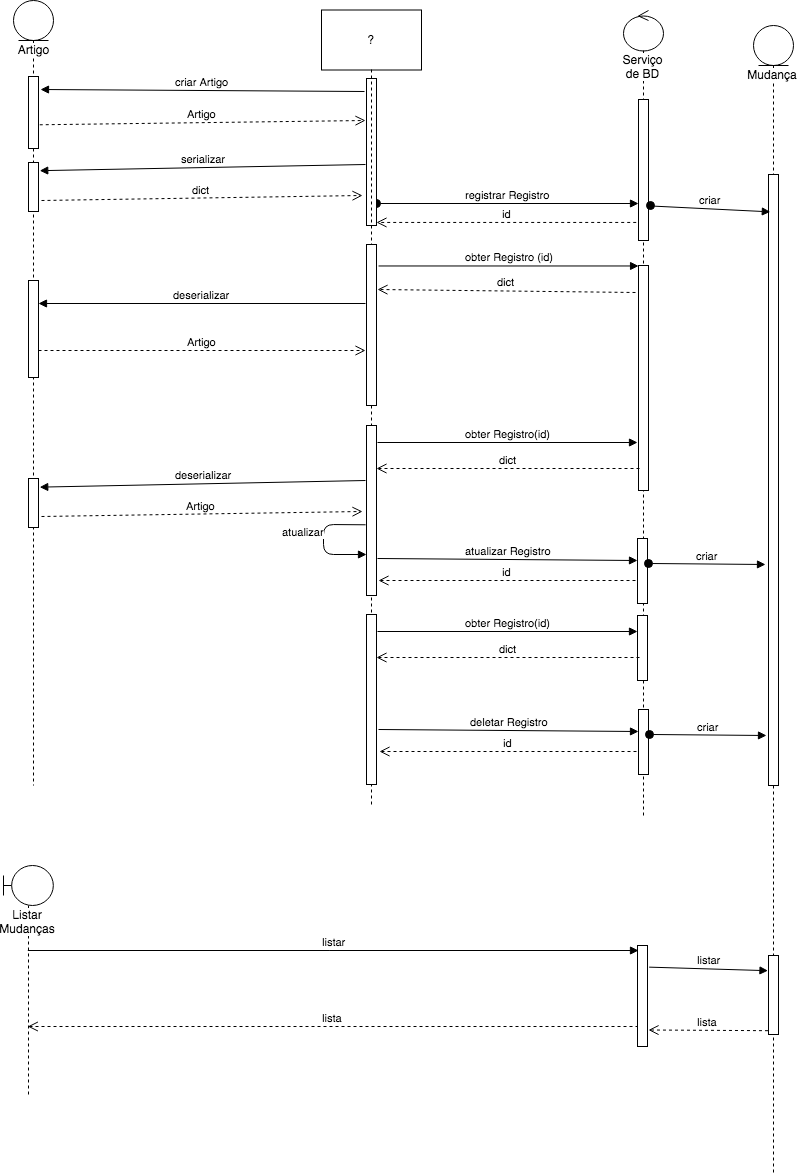 Artigo
?
Serviço
de BD
Mudança
criar Artigo
Artigo
serializar
dict
registrar Registro
criar
id
obter Registro (id)
dict
deserializar
Artigo
obter Registro(id)
dict
deserializar
Artigo
atualizar
atualizar Registro
criar
id
obter Registro(id)
dict
deletar Registro
criar
id
Listar
Mudanças
listar
listar
lista
lista